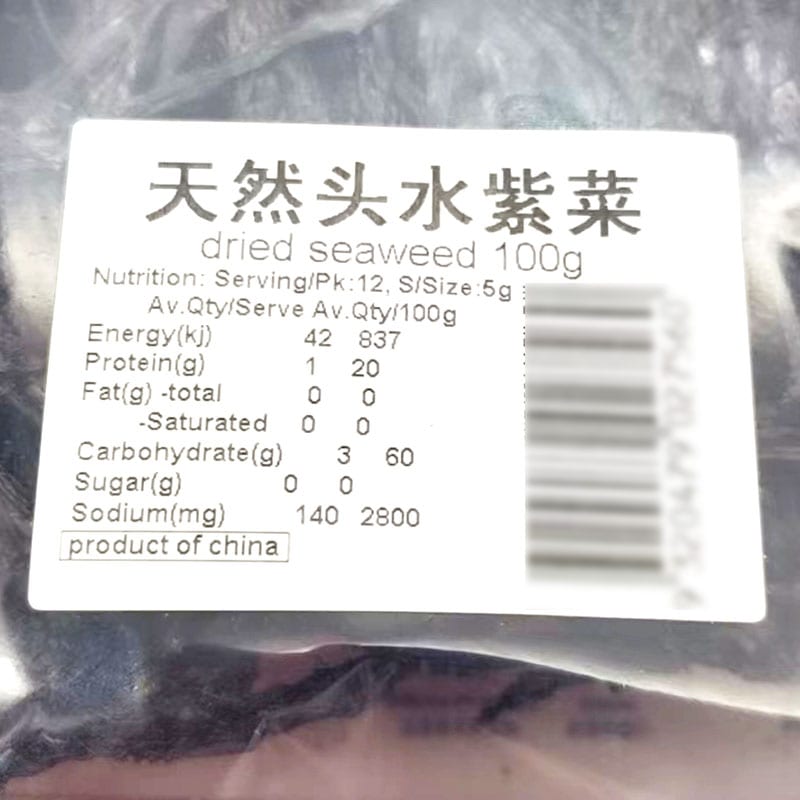 天然头水紫菜
dried seaweed 100g
Nutrition: Serving/Pk:12, S/Size:5g
Av.Qty/Serve Av.Qty/100g
Energy(kj) 42 837
Protein(g) 1 20
Fat(g) -total 0 0
-Saturated 0 0
Carbohydrate(g) 3 60
Sugar(g) 0 0
Sodium(mg) 140 2800
product of china